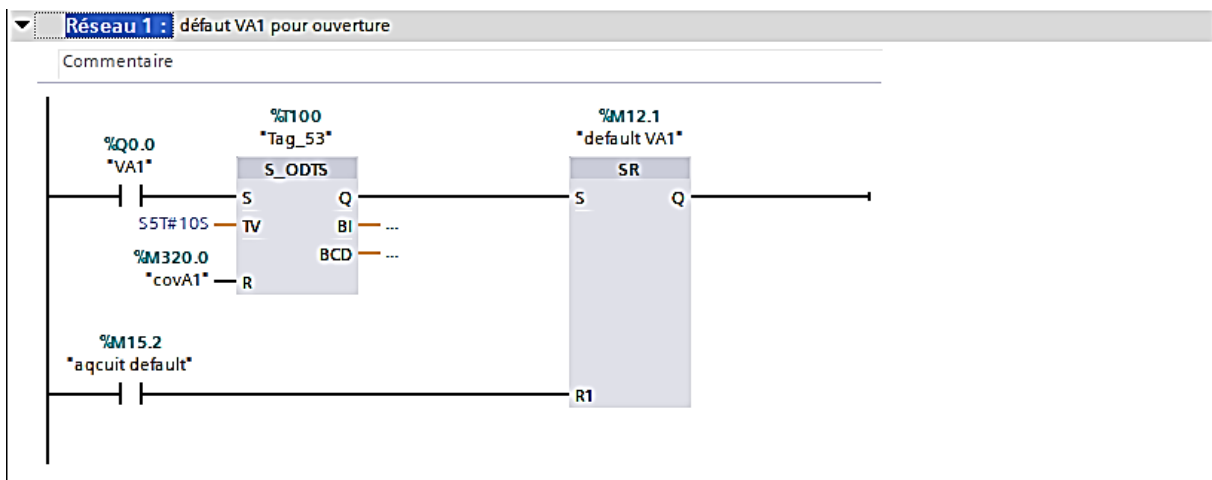 Réseau 1 : défaut VA1 pour ouverture
Commentaire
%T100
"Tag_53"
%M12.1
"default VA1"
%Q0.0
"VA1"
S_ODTS
SR
S Q
S Q
S5T#10S TV BI ...
%M320.0
"covA1" R
BCD ...
%M15.2
"aqcuit default"
R1